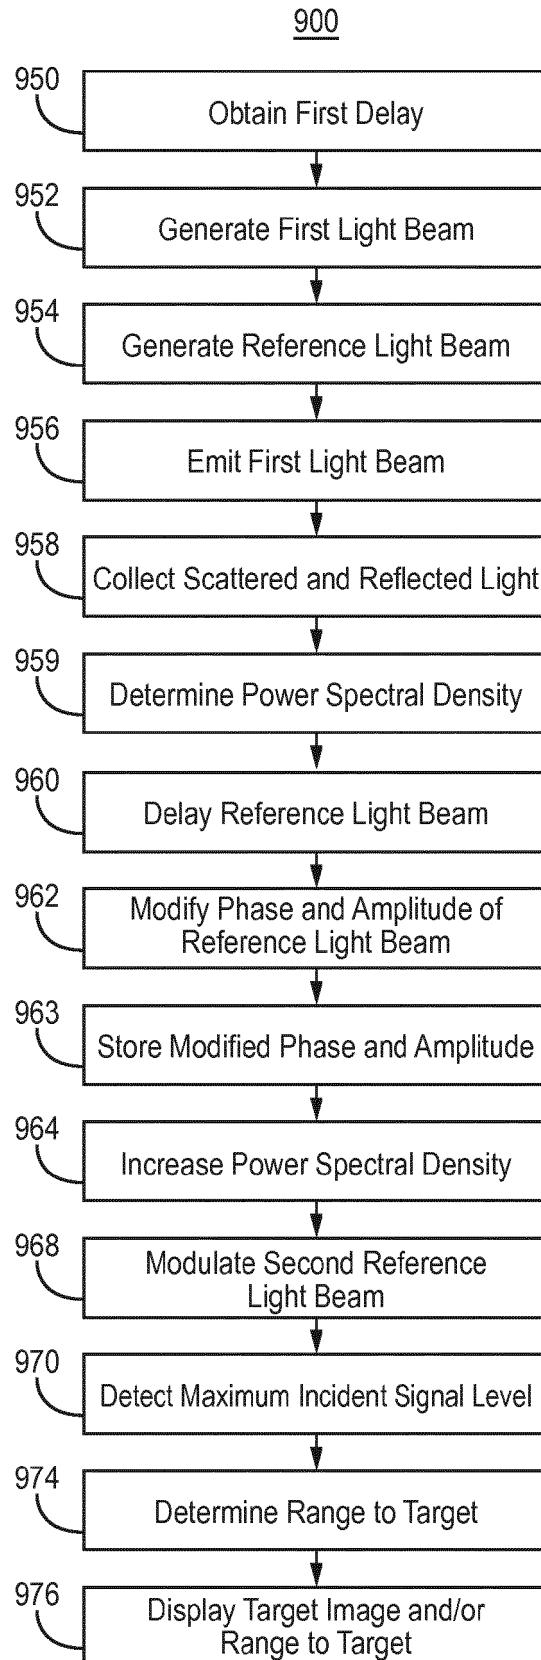 900
950
Obtain First Delay
952
Generate First Light Beam
954
Generate Reference Light Beam
956
Emit First Light Beam
958
Collect Scattered and Reflected Light
959
Determine Power Spectral Density
960
Delay Reference Light Beam
962
Modify Phase and Amplitude of
Reference Light Beam
963
Store Modified Phase and Amplitude
964
Increase Power Spectral Density
968
Modulate Second Reference
Light Beam
970
Detect Maximum Incident Signal Level
974
Determine Range to Target
976
Display Target Image and/or
Range to Target